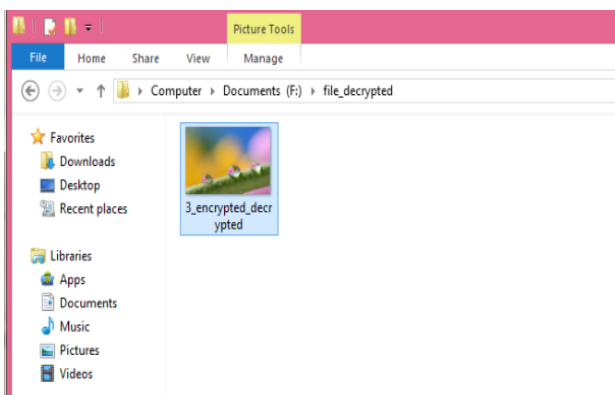 Picture Tools
File Home Share View Manage
Computer Documents (F:) file_decrypted
Favorites
Downloads
Desktop
Recent places
3_encrypted_decr
ypted
Libraries
Apps
Documents
Music
Pictures
Videos